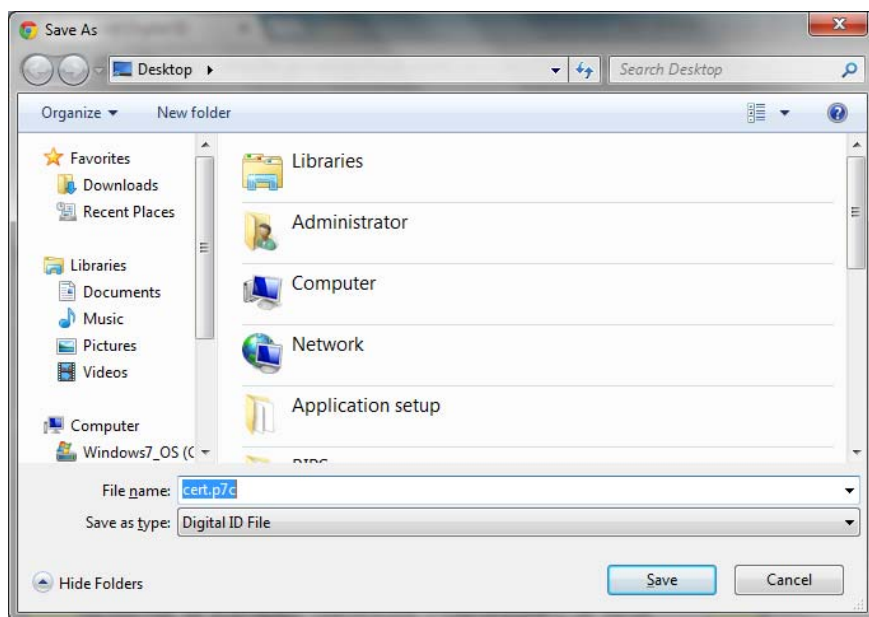 Save As
Desktop
Search Desktop
Organize
New folder
Favorites
Downloads
Recent Places
Libraries
Documents
Music
Pictures
Videos
Computer
Windows7_OS (C
Libraries
Administrator
Computer
Network
Application setup
File name: cert.p7c
Save as type: Digital ID File
Hide Folders
Save
Cancel